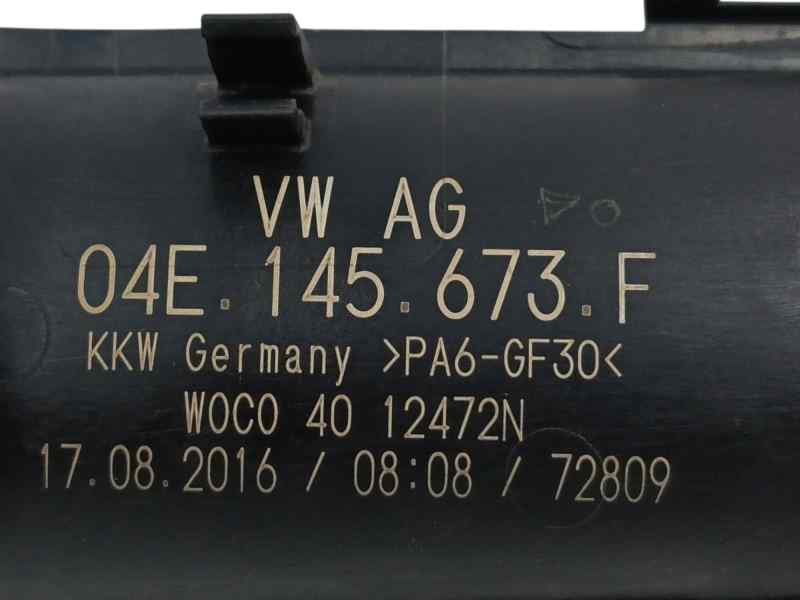 VW AG
04E.145.673.F
KKW Germany >PA6-GF30<
WOCO 40 12472N
17.08.2016 / 08:08 / 72809